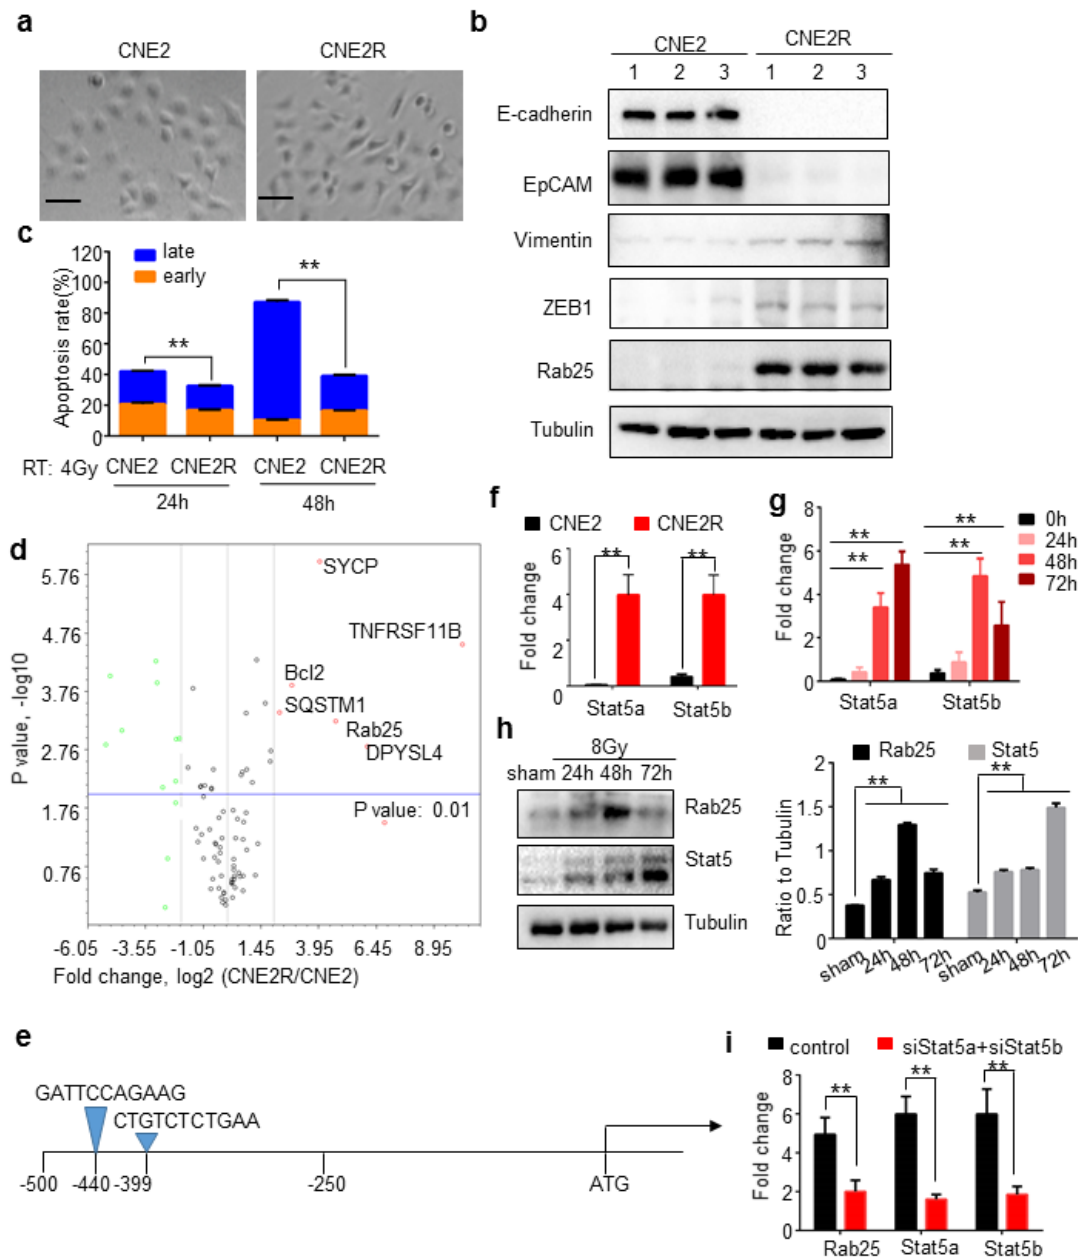 a
CNE2
CNE2R
b
CNE2
CNE2R
1 2 3 1 2 3
E-cadherin
EpCAM
Vimentin
ZEB1
Rab25
Tubulin
c
120
100
80
60
40
20
0
Apoptosis rate(%)
late
early
**
**
RT: 4Gy CNE2 CNE2R CNE2 CNE2R
24h
48h
d
5.76
4.76
3.76
2.76
1.76
0.76
P value, -log10
SYCP
TNFRSF11B
Bcl2
SQSTM1
Rab25
DPYSL4
P value: 0.01
-6.05 -3.55 -1.05 1.45 3.95 6.45 8.95
Fold change, log2 (CNE2R/CNE2)
f
CNE2
CNE2R
6
4
2
0
Fold change
**
**
Stat5a
Stat5b
g
8
6
4
2
0
Fold change
**
**
**
**
0h
24h
48h
72h
Stat5a
Stat5b
h
8Gy
sham 24h 48h 72h
Rab25
Stat5
Tubulin
Rab25
Stat5
2
1.5
1
0.5
0
Ratio to Tubulin
**
**
sham 24h 48h 72h sham 24h 48h 72h
e
GATTCCAGAAG
CTGTCTCTGAA
-500 -440 -399 -250 ATG
i
control
siStat5a+siStat5b
8
6
4
2
0
Fold change
**
**
**
Rab25
Stat5a
Stat5b